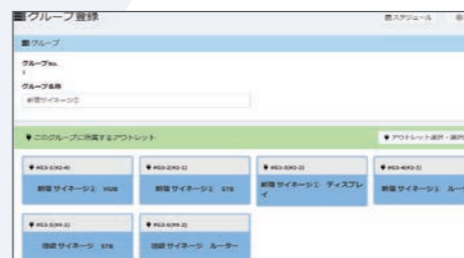 グループ登録
スケジュール
グループ
グループNo.
1
グループ名称
新宿サイネージ①
このグループに所属するアウトレット
アウトレット選択・選択
新宿 サイネージ① HUB
新宿 サイネージ① STB
新宿 サイネージ① ディスプレイ
新宿 サイネージ① ルー
池袋 サイネージ STB
池袋 サイネージ ルーター